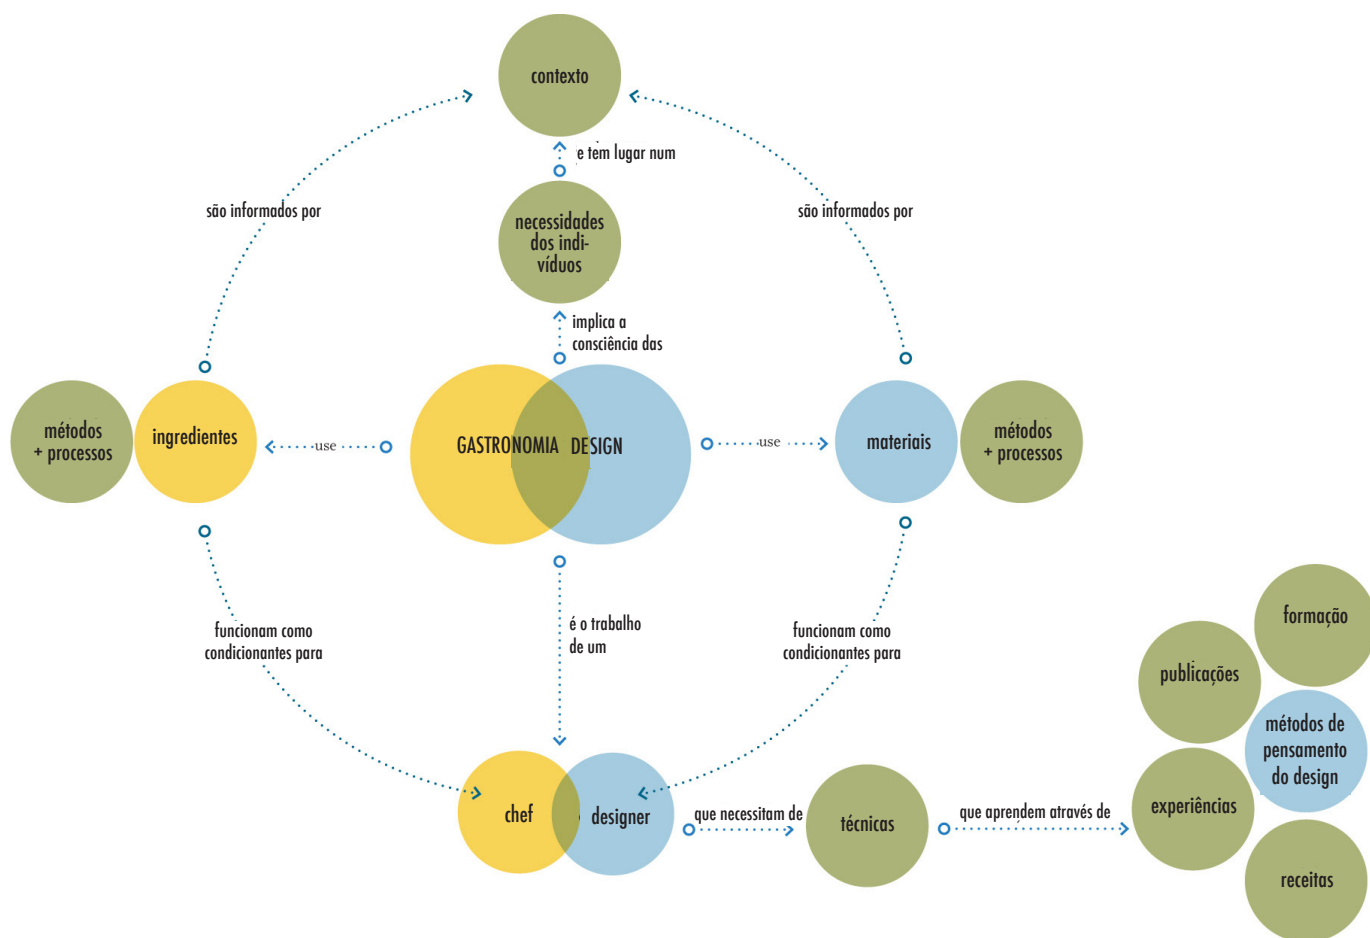 contexto
e têm lugar num
são informados por
são informados por
necessidades
dos indi-
víduos
implica a
consciência das
métodos
+ processos
ingredientes
use
GASTRONOMIA DESIGN
use
materiais
métodos
+ processos
funcionam como
condicionantes para
é o trabalho
de um
funcionam como
condicionantes para
formação
publicações
métodos de
pensamento
do design
experiências
receitas
chef
designer
que necessitam de
técnicas
que aprendem através de